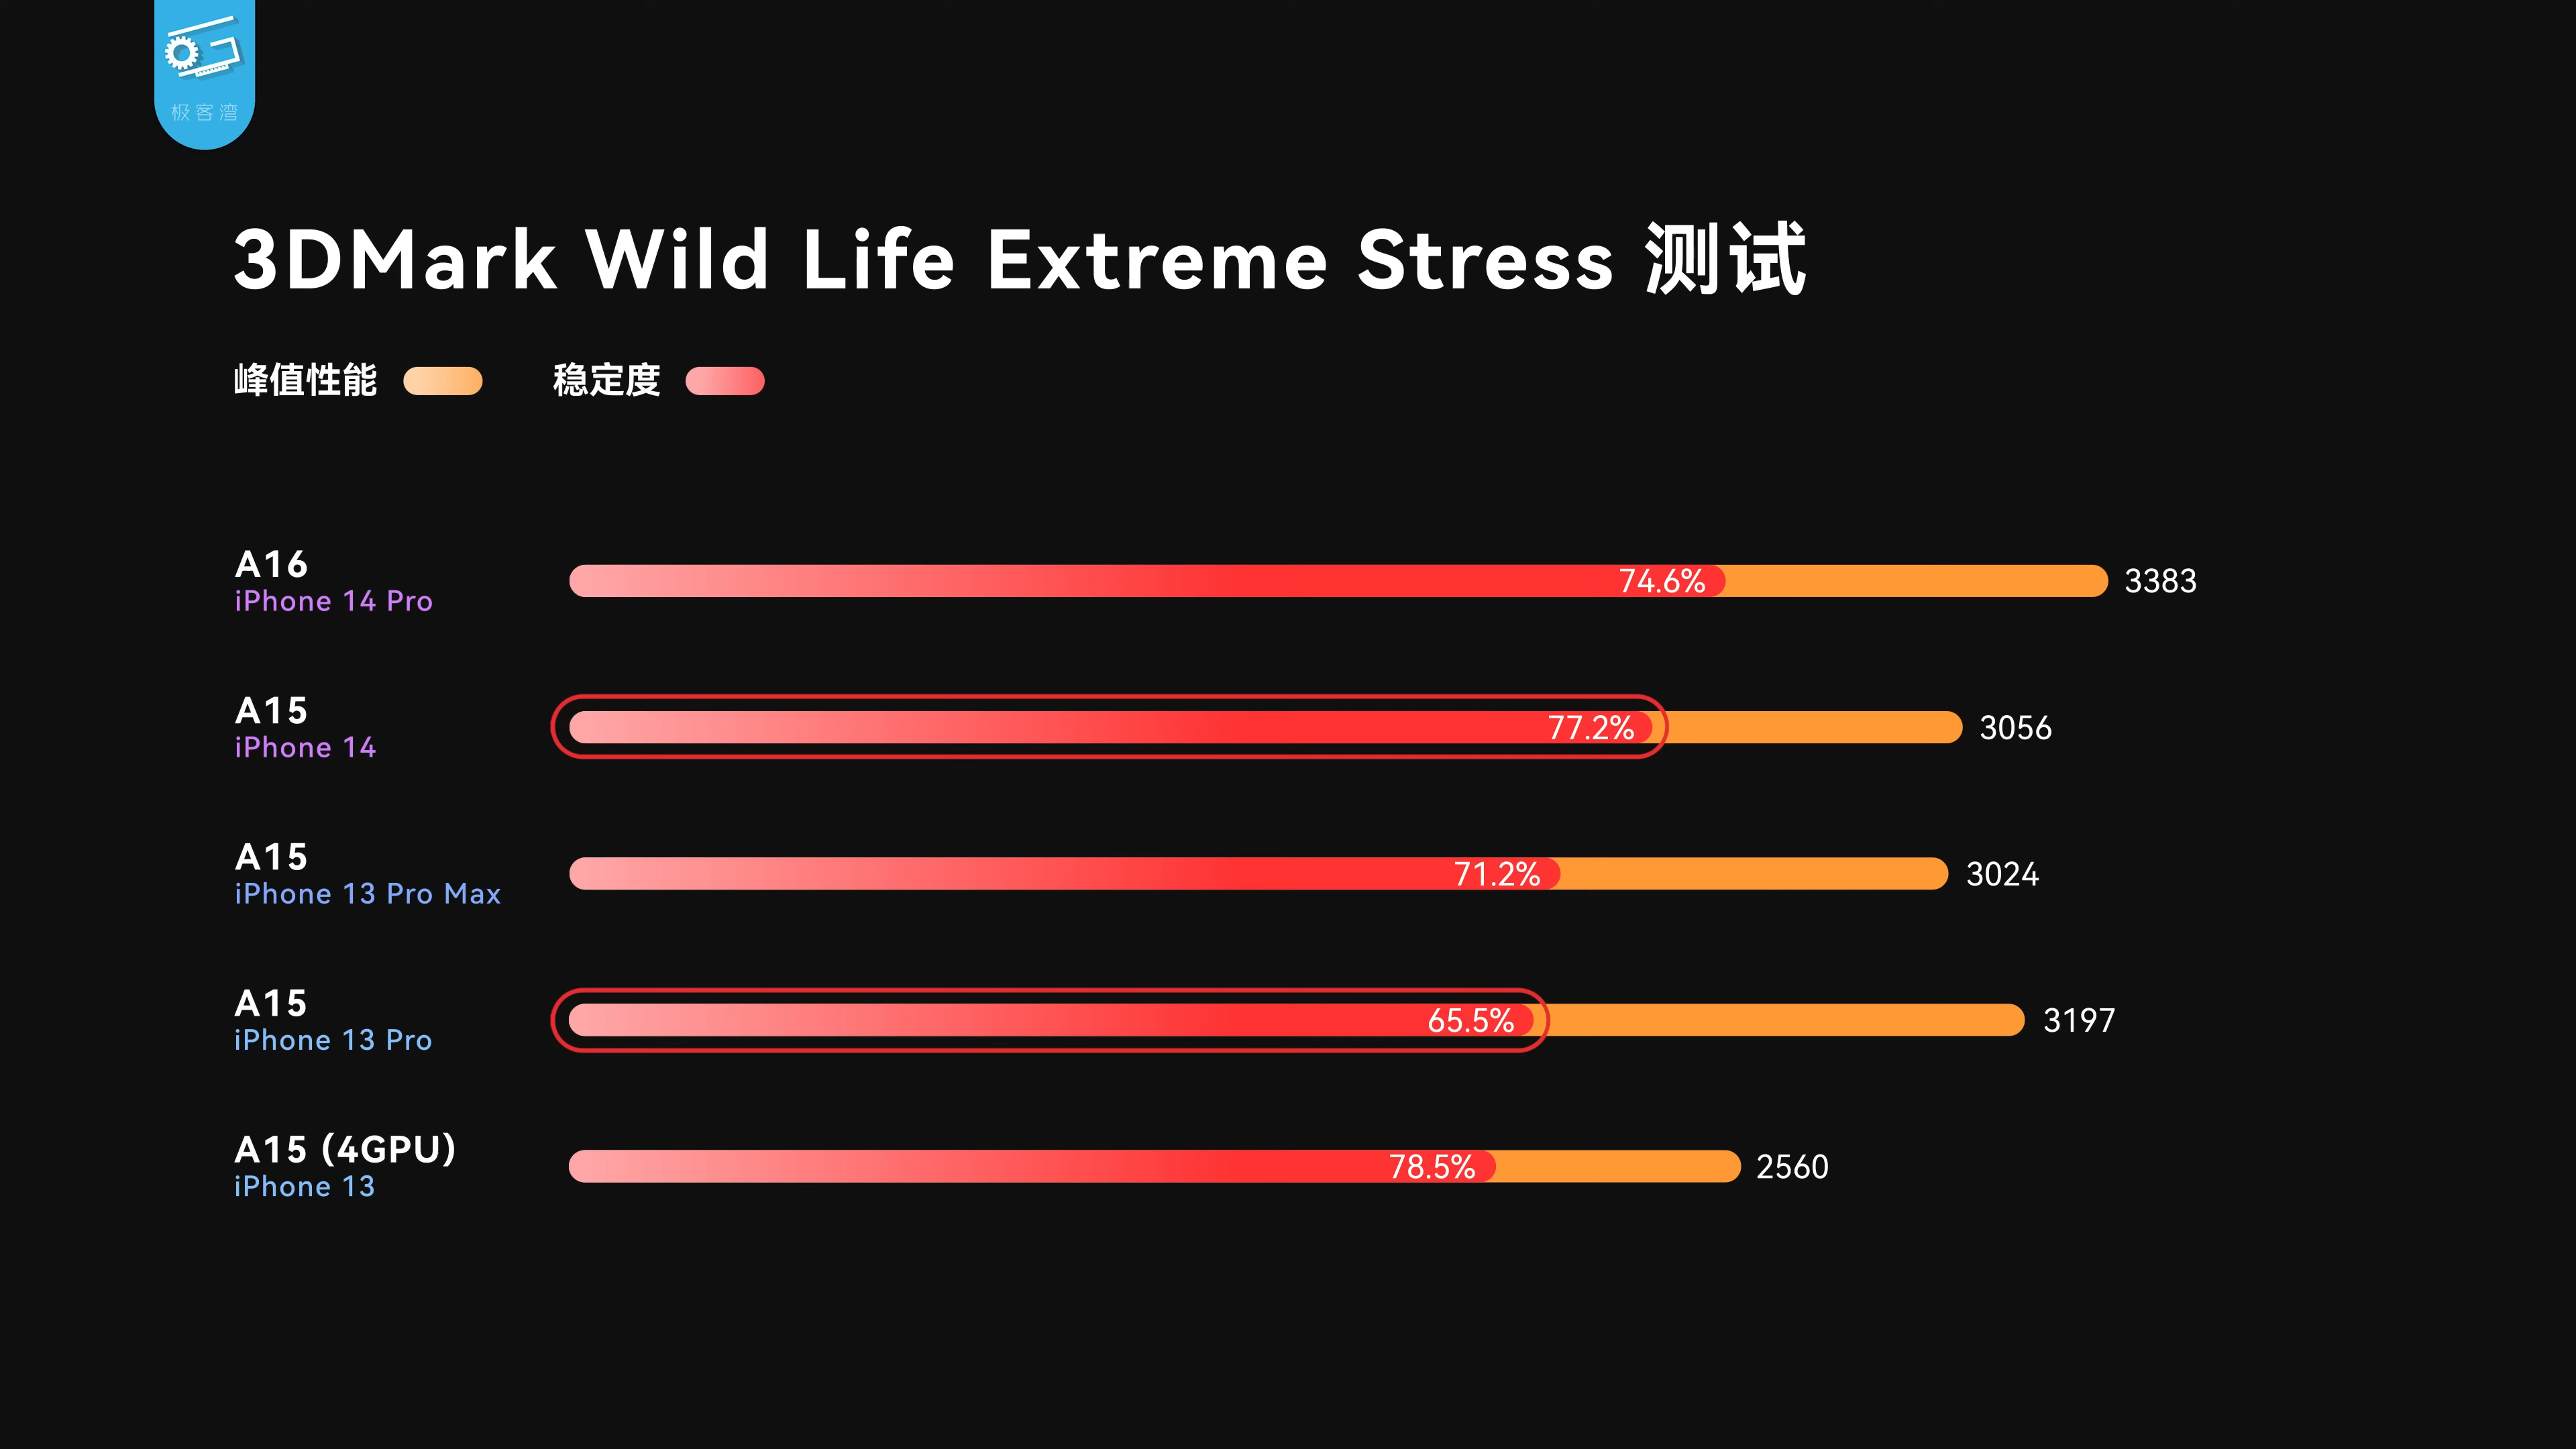 极客湾
3DMark Wild Life Extreme Stress 测试
峰值性能 稳定度
A16
iPhone 14 Pro
74.6% 3383
A15
iPhone 14
77.2% 3056
A15
iPhone 13 Pro Max
71.2% 3024
A15
iPhone 13 Pro
65.5% 3197
A15 (4GPU)
iPhone 13
78.5% 2560